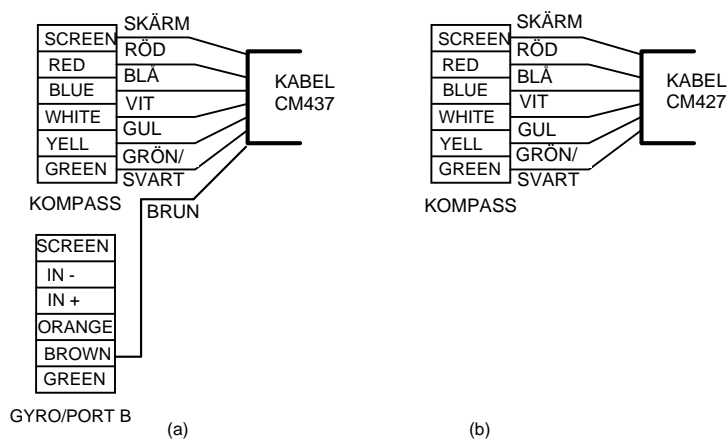 SKÄRM
SCREEN
RÖD
RED
BLÅ
BLUE
VIT
WHITE
GUL
YELL
GRÖN/
SVART
GREEN
KABEL
CM437
KOMPASS
BRUN
SCREEN
IN -
IN +
ORANGE
BROWN
GREEN
GYRO/PORT B
(a)
SKÄRM
SCREEN
RÖD
RED
BLÅ
BLUE
VIT
WHITE
GUL
YELL
GRÖN/
SVART
GREEN
KABEL
CM427
KOMPASS
(b)